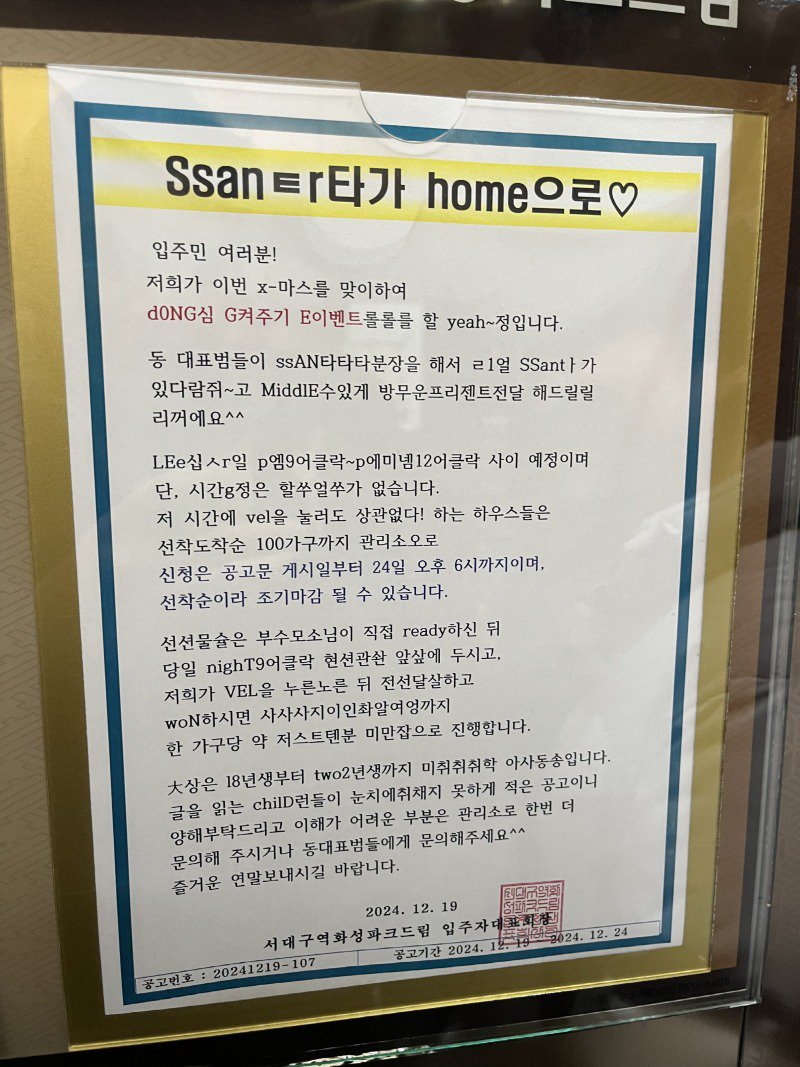 Ssanㅌr타가 home으로♡
입주민 여러분!
저희가 이번 x-마스를 맞이하여
d0NG심 G켜주기 E이벤트롤롤를 할 yeah~정입니다.
동 대표범들이 ssAN타타타분장을 해서 ㄹ1얼 SSantㅏ가
있다람쥐~고 MiddlE수있게 방무운프리젠트전달 해드릴릴
리꺼에요^^
LEe십ㅅr일 p엠9어클락~p에미넴12어클락 사이 예정이며
단, 시간g정은 할쑤얼쑤가 없습니다.
저 시간에 vel을 눌러도 상관없다! 하는 하우스들은
선착도착순 100가구까지 관리소오로
신청은 공고문 게시일부터 24일 오후 6시까지이며,
선착순이라 조기마감 될 수 있습니다.
선션물슐은 부수모소님이 직접 ready하신 뒤
당일 nighT9어클락 현션관솬 앞샆에 두시고,
저희가 VEL을 누른노른 뒤 전선달살하고
woN하시면 사사사지이인촤알여엉까지
한 가구당 약 저스트텐분 미만잡으로 진행합니다.
大상은 18년생부터 two2년생까지 미취취취학 아사동송입니다.
글을 읽는 chilD런들이 눈치에취채지 못하게 적은 공고이니
양해부탁드리고 이해가 어려운 부분은 관리소로 한번 더
문의해 주시거나 동대표범들에게 문의해주세요^^
즐거운 연말보내시길 바랍니다.
2024. 12. 19
서대구역화성파크드림 입주자대표회장
공고번호 : 20241219-107
공고기간 2024. 12. 19 2024. 12. 24